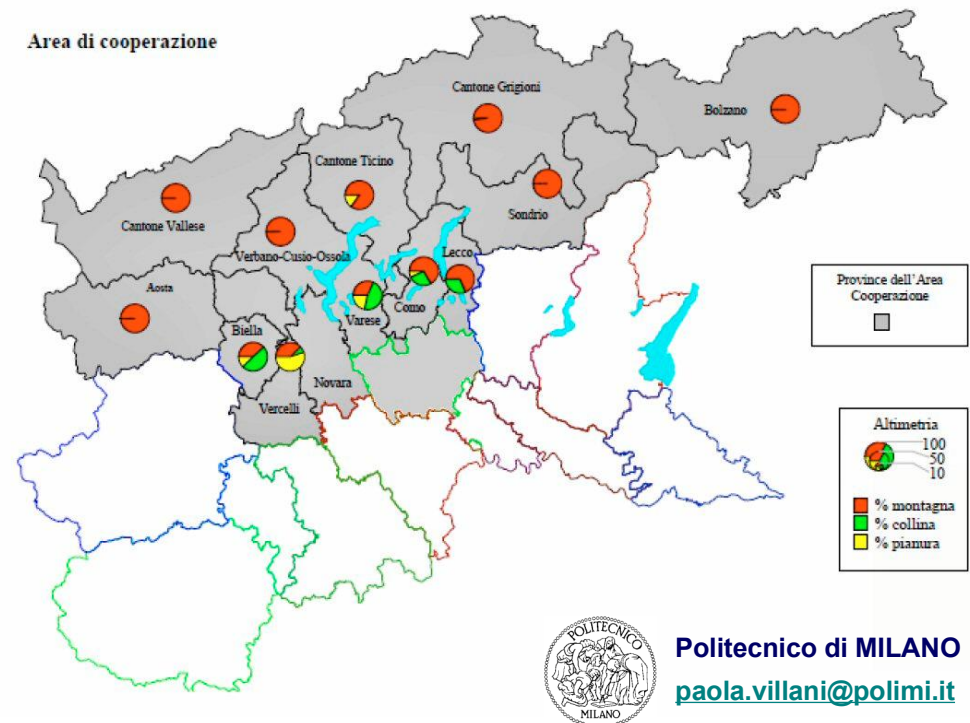 Area di cooperazione
Cantone Grigioni
Bolzano
Cantone Ticino
Sondrio
Cantone Vallese
Verbano-Cusio-Ossola
Lecco
Aosta
Como
Varese
Biella
Novara
Vercelli
Province dell'Area
Cooperazione
Altimetria
100
50
10
% montagna
% collina
% pianura
POLITECNICO
MILANO
Politecnico di MILANO
paola.villani@polimi.it